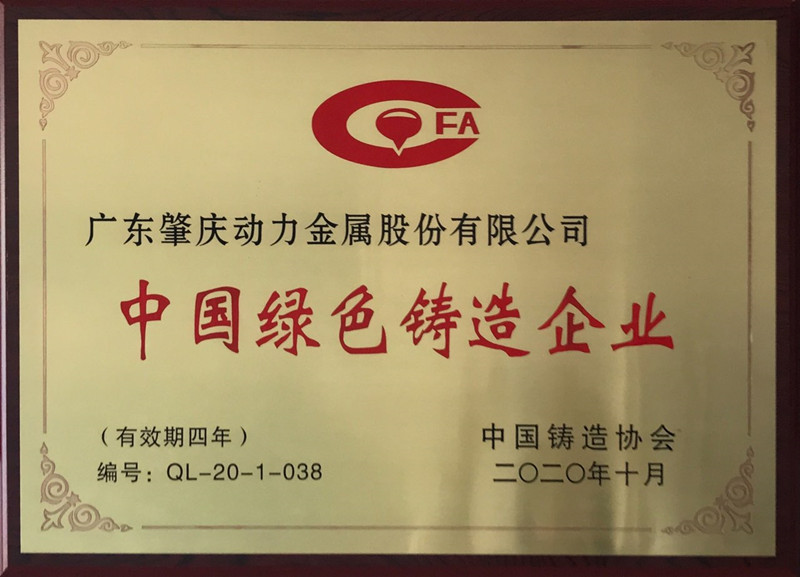 FA
广东肇庆动力金属股份有限公司
中国绿色铸造企业
（有效期四年）
编号：QL-20-1-038
中国铸造协会
二〇二〇年十月